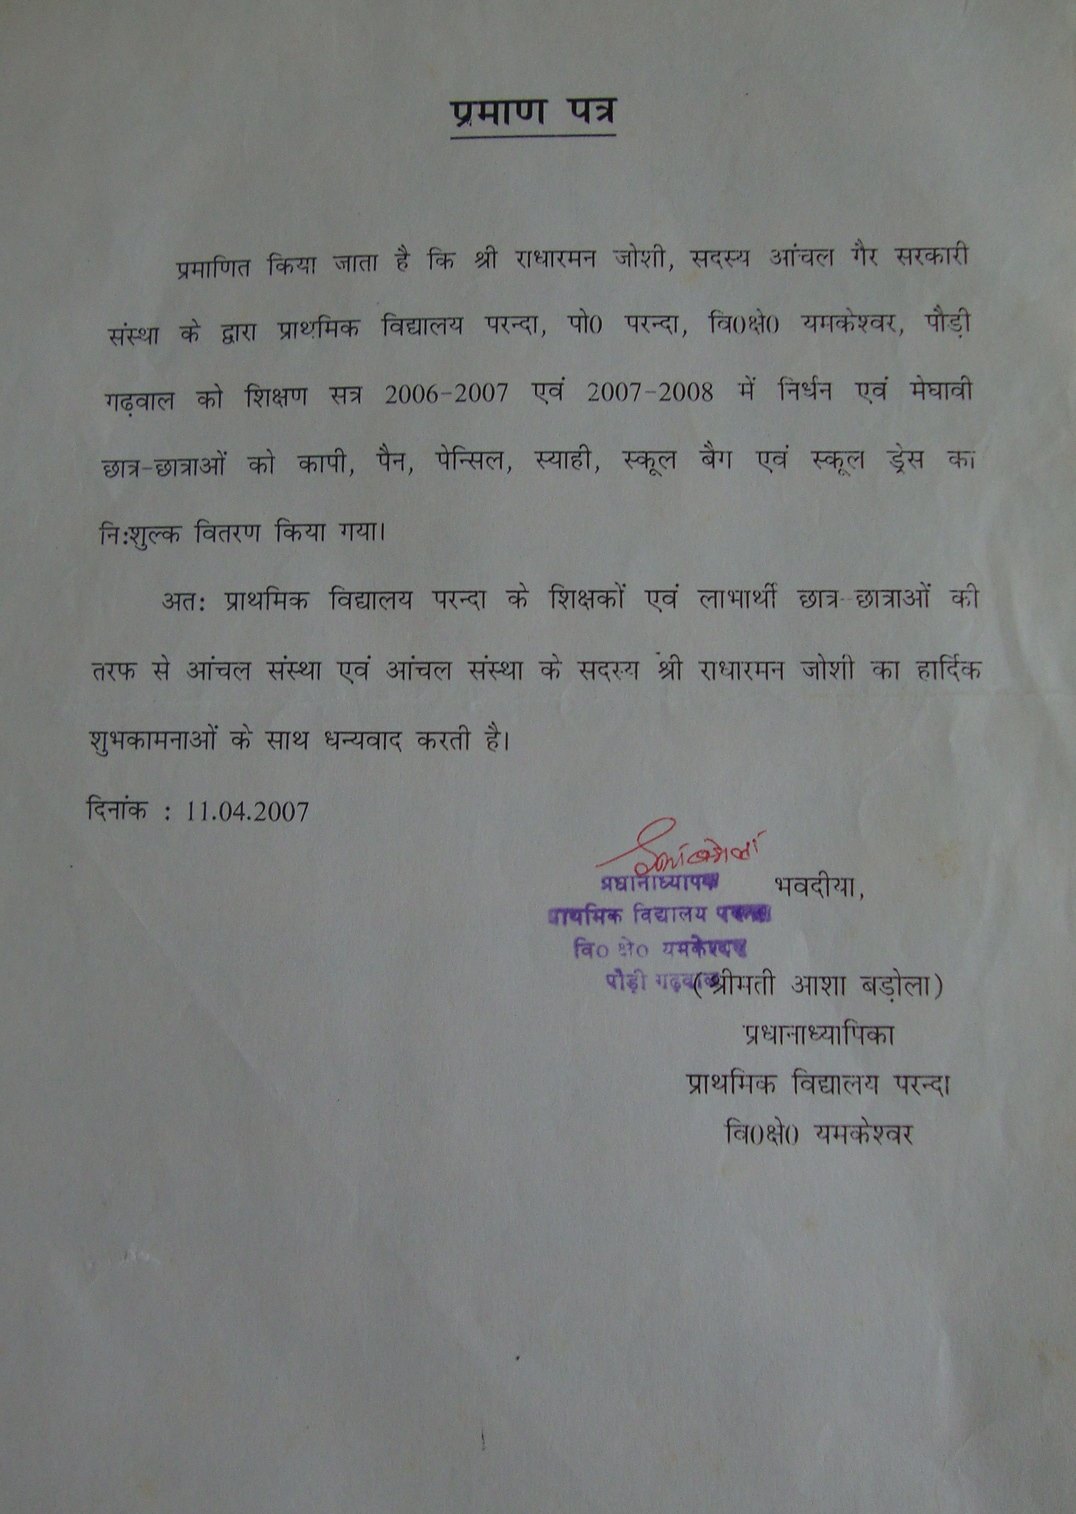 प्रमाण पत्र
प्रमाणित किया जाता है कि श्री राधारमन जोशी, सदस्य आंचल गैर सरकारी
संस्था के द्वारा प्राथमिक विद्यालय परन्दा, पो0 परन्दा, वि0क्षे0 यमकेश्वर, पौड़ी
गढ़वाल को शिक्षण सत्र 2006-2007 एवं 2007-2008 में निर्धन एवं मेघावी
छात्र-छात्राओं को कापी, पैन, पेन्सिल, स्याही, स्कूल बैग एवं स्कूल ड्रेस का
नि:शुल्क वितरण किया गया।
अत: प्राथमिक विद्यालय परन्दा के शिक्षकों एवं लाभार्थी छात्र-छात्राओं की
तरफ से आंचल संस्था एवं आंचल संस्था के सदस्य श्री राधारमन जोशी का हार्दिक
शुभकामनाओं के साथ धन्यवाद करती है।
दिनांक : 11.04.2007
भवदीया,
प्रधानाध्यापक
प्राथमिक विद्यालय परन्दा
वि0 क्षे0 यमकेश्वर
पौड़ी गढ़वाल
(श्रीमती आशा बड़ोला)
प्रधानाध्यापिका
प्राथमिक विद्यालय परन्दा
वि0क्षे0 यमकेश्वर